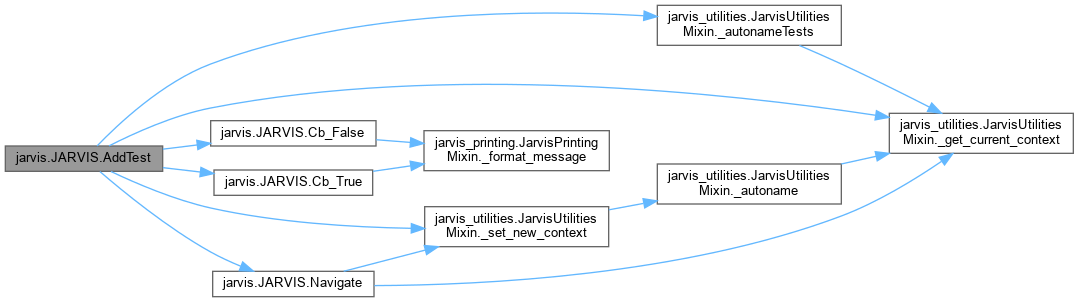 jarvis_utilities.JarvisUtilities
Mixin._autonameTests
jarvis.JARVIS.Cb_False
jarvis_utilities.JarvisUtilities
Mixin._get_current_context
jarvis_printing.JarvisPrinting
Mixin._format_message
jarvis.JARVIS.AddTest
jarvis.JARVIS.Cb_True
jarvis_utilities.JarvisUtilities
Mixin._autoname
jarvis_utilities.JarvisUtilities
Mixin._set_new_context
jarvis.JARVIS.Navigate